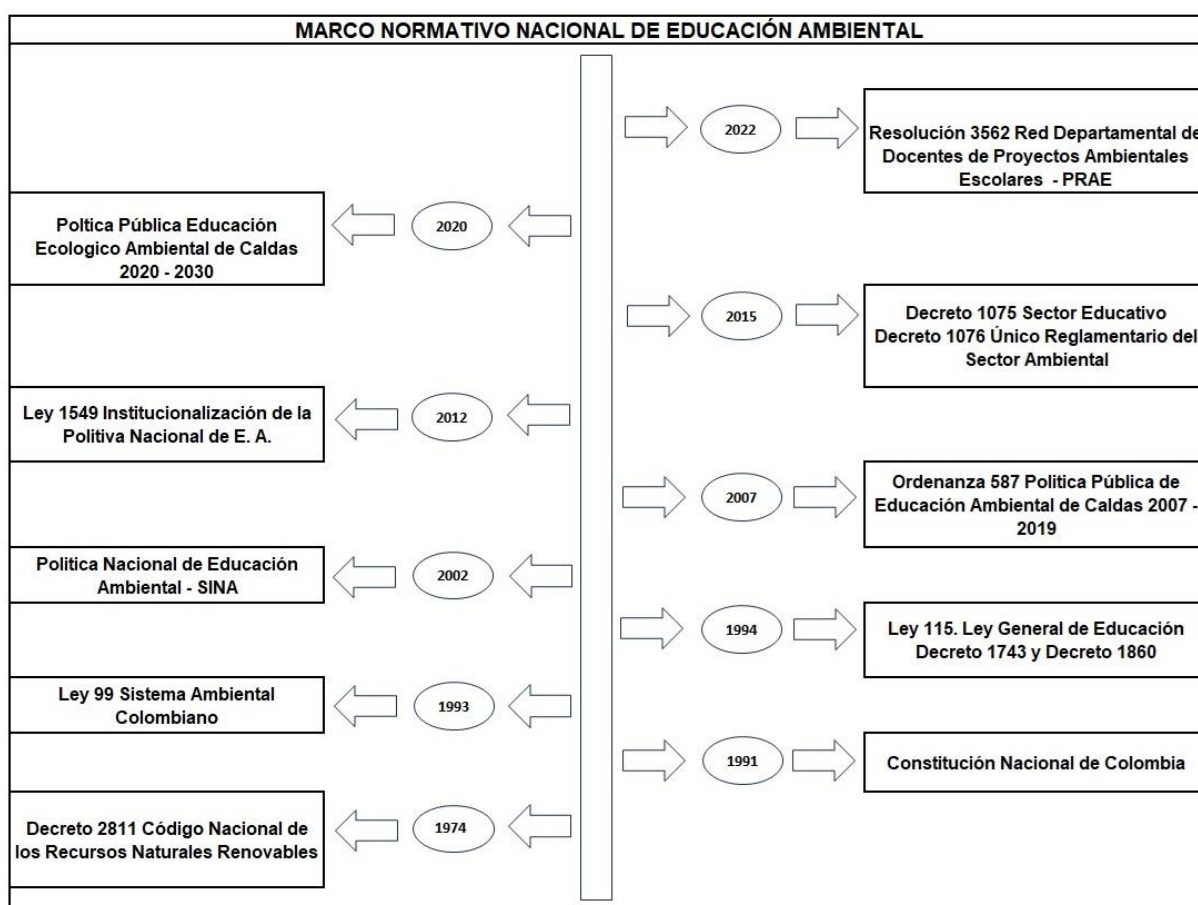 MARCO NORMATIVO NACIONAL DE EDUCACIÓN AMBIENTAL
2022
Resolución 3562 Red Departamental de
Docentes de Proyectos Ambientales
Escolares - PRAE
Poltica Pública Educación
Ecologico Ambiental de Caldas
2020 - 2030
2020
2015
Decreto 1075 Sector Educativo
Decreto 1076 Único Reglamentario del
Sector Ambiental
Ley 1549 Institucionalización de la
Politiva Nacional de E. A.
2012
2007
Ordenanza 587 Politica Pública de
Educación Ambiental de Caldas 2007 -
2019
Politica Nacional de Educación
Ambiental - SINA
2002
1994
Ley 115. Ley General de Educación
Decreto 1743 y Decreto 1860
Ley 99 Sistema Ambiental
Colombiano
1993
1991
Constitución Nacional de Colombia
Decreto 2811 Código Nacional de
los Recursos Naturales Renovables
1974